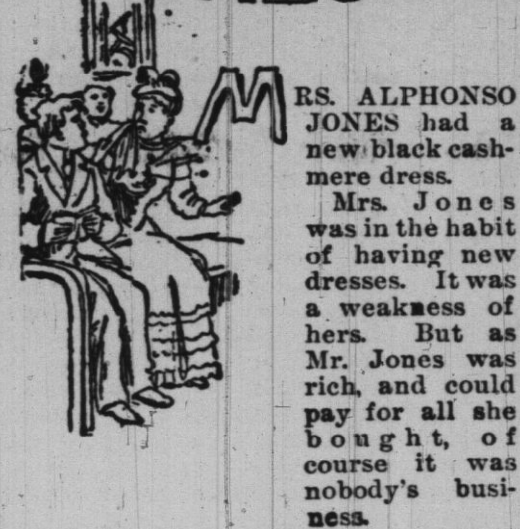 MRS. ALPHONSO
JONES had a
new black cash-
mere dress.
Mrs. Jones
was in the habit
of having new
dresses. It was
a weakness of
hers. But as
Mr. Jones was
rich, and could
pay for all she
bought, of
course it was
nobody's busi-
ness.